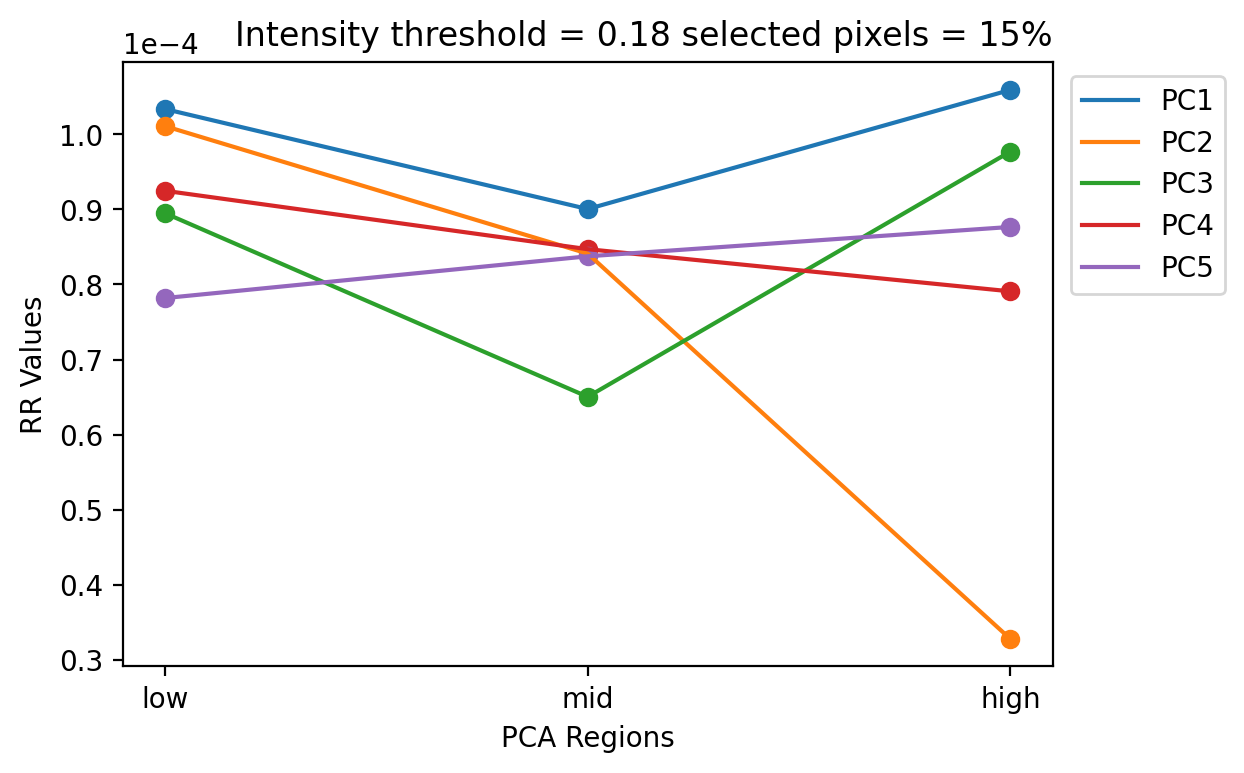 Intensity threshold = 0.18 selected pixels = 15%
1e−4
1.0
0.9
0.8
0.7
0.6
0.5
0.4
0.3
RR Values
low mid high
PCA Regions
PC1
PC2
PC3
PC4
PC5